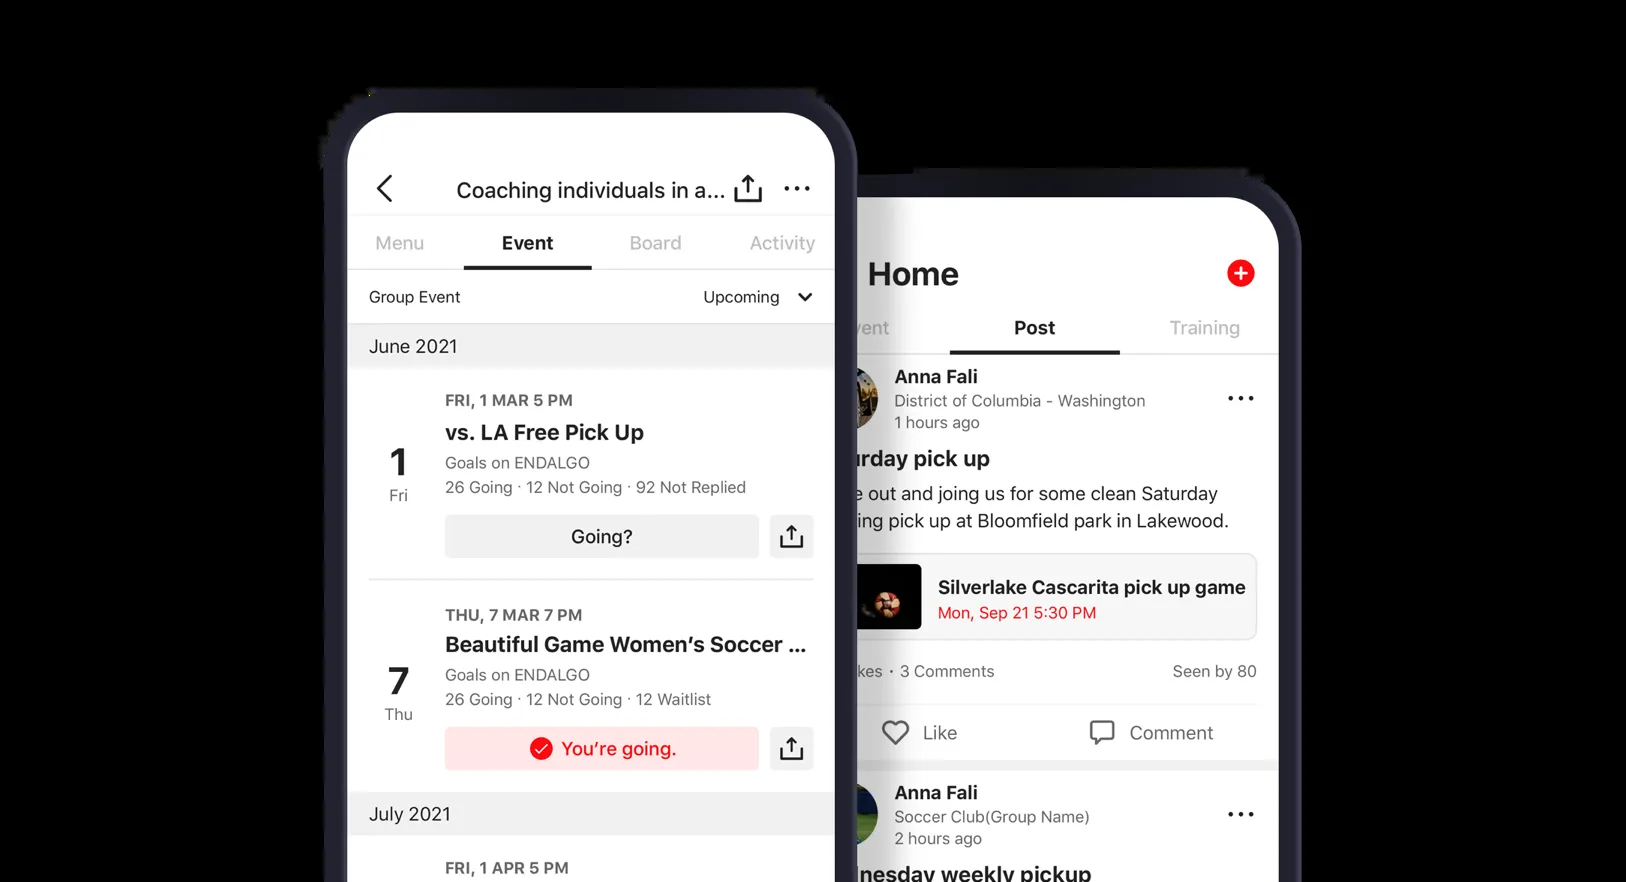 Coaching individuals in a...
Menu
Event
Board
Activity
Group Event
Upcoming
June 2021
FRI, 1 MAR 5 PM
vs. LA Free Pick Up
1
Fri
Goals on ENDALGO
26 Going · 12 Not Going · 92 Not Replied
Going?
THU, 7 MAR 7 PM
Beautiful Game Women’s Soccer ...
7
Thu
Goals on ENDALGO
26 Going · 12 Not Going · 12 Waitlist
You’re going.
July 2021
FRI, 1 APR 5 PM
Home
vent
Post
Training
Anna Fali
District of Columbia - Washington
1 hours ago
urday pick up
e out and joing us for some clean Saturday
ing pick up at Bloomfield park in Lakewood.
Silverlake Cascarita pick up game
Mon, Sep 21 5:30 PM
kes · 3 Comments
Seen by 80
Like
Comment
Anna Fali
Soccer Club(Group Name)
2 hours ago
nesday weekly pickup